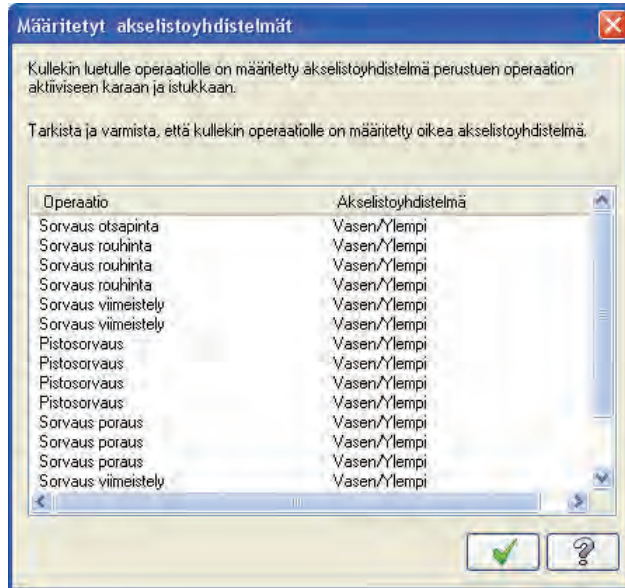 Määritetyt akselistoyhdistelmät
Kullekin luetulle operaatiolle on määritetty akselistoyhdistelmä perustuen operaation
aktiiviseen karaan ja istukkaan.
Tarkista ja varmista, että kullekin operaatiolle on määritetty oikea akselistoyhdistelmä.
Operaatio Akselistoyhdistelmä
Sorvaus otsapinta Vasen/Ylempi
Sorvaus rouhinta Vasen/Ylempi
Sorvaus rouhinta Vasen/Ylempi
Sorvaus rouhinta Vasen/Ylempi
Sorvaus viimeistely Vasen/Ylempi
Sorvaus viimeistely Vasen/Ylempi
Pistosorvaus Vasen/Ylempi
Pistosorvaus Vasen/Ylempi
Pistosorvaus Vasen/Ylempi
Pistosorvaus Vasen/Ylempi
Sorvaus poraus Vasen/Ylempi
Sorvaus poraus Vasen/Ylempi
Sorvaus poraus Vasen/Ylempi
Sorvaus viimeistely Vasen/Ylempi